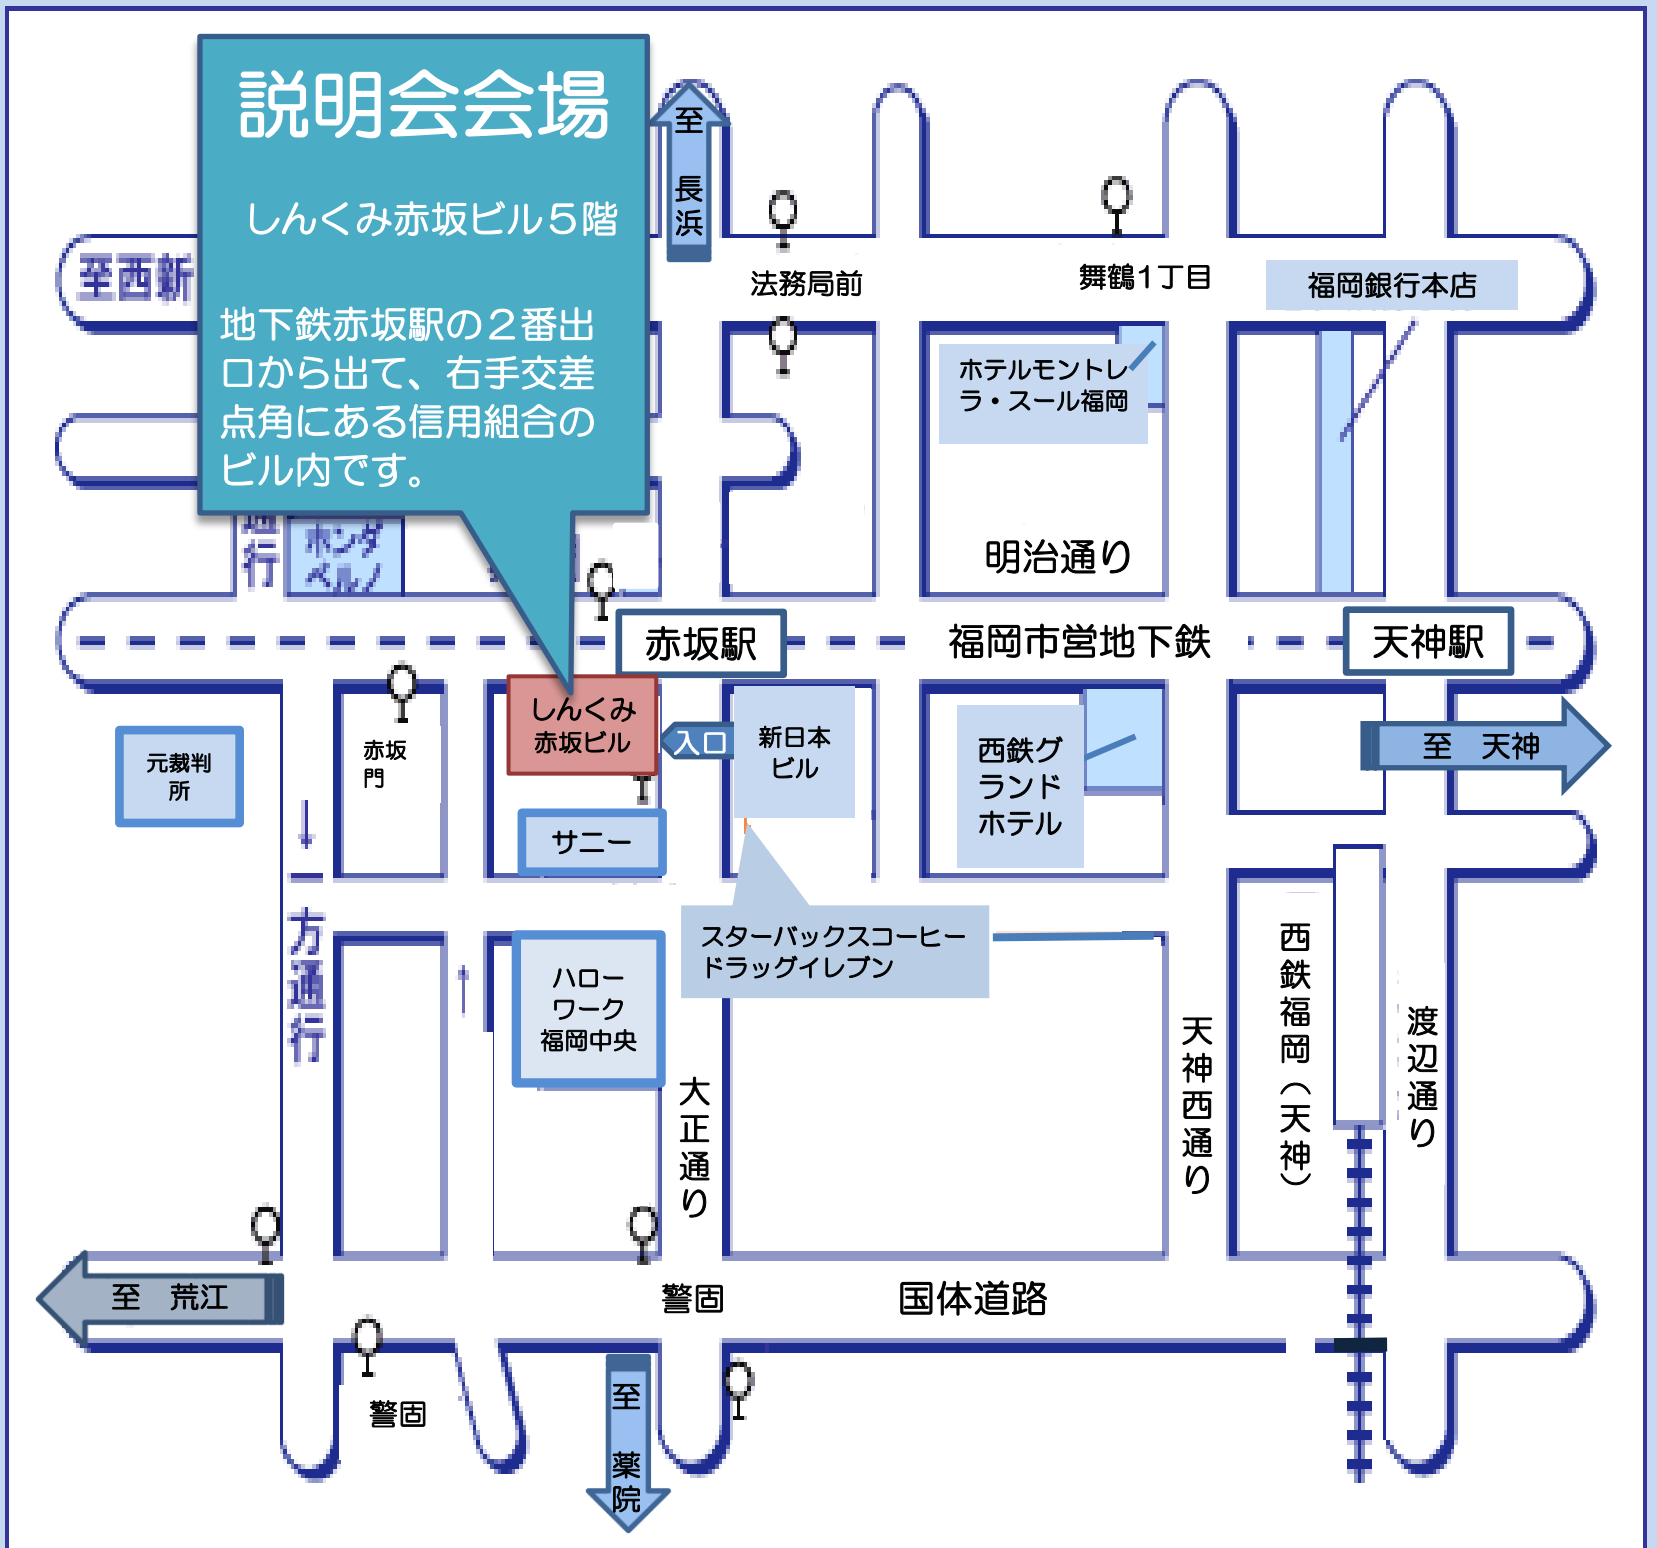 説明会会場
しんくみ赤坂ビル５階
地下鉄赤坂駅の２番出
口から出て、右手交差
点角にある信用組合の
ビル内です。
至　長浜
至西新
法務局前
舞鶴1丁目
福岡銀行本店
ホテルモントレ
ラ・スール福岡
通行
ホンダ
ベルノ
明治通り
赤坂駅
福岡市営地下鉄
天神駅
しんくみ
赤坂ビル
入口
新日本
ビル
西鉄グ
ランド
ホテル
至　天神
元裁判
所
赤坂
門
サニー
一方通行
スターバックスコーヒー
ドラッグイレブン
ハロー
ワーク
福岡中央
大正通り
天神西通り
西鉄福岡（天神）
渡辺通り
至　荒江
警固
国体道路
警固
至　薬院